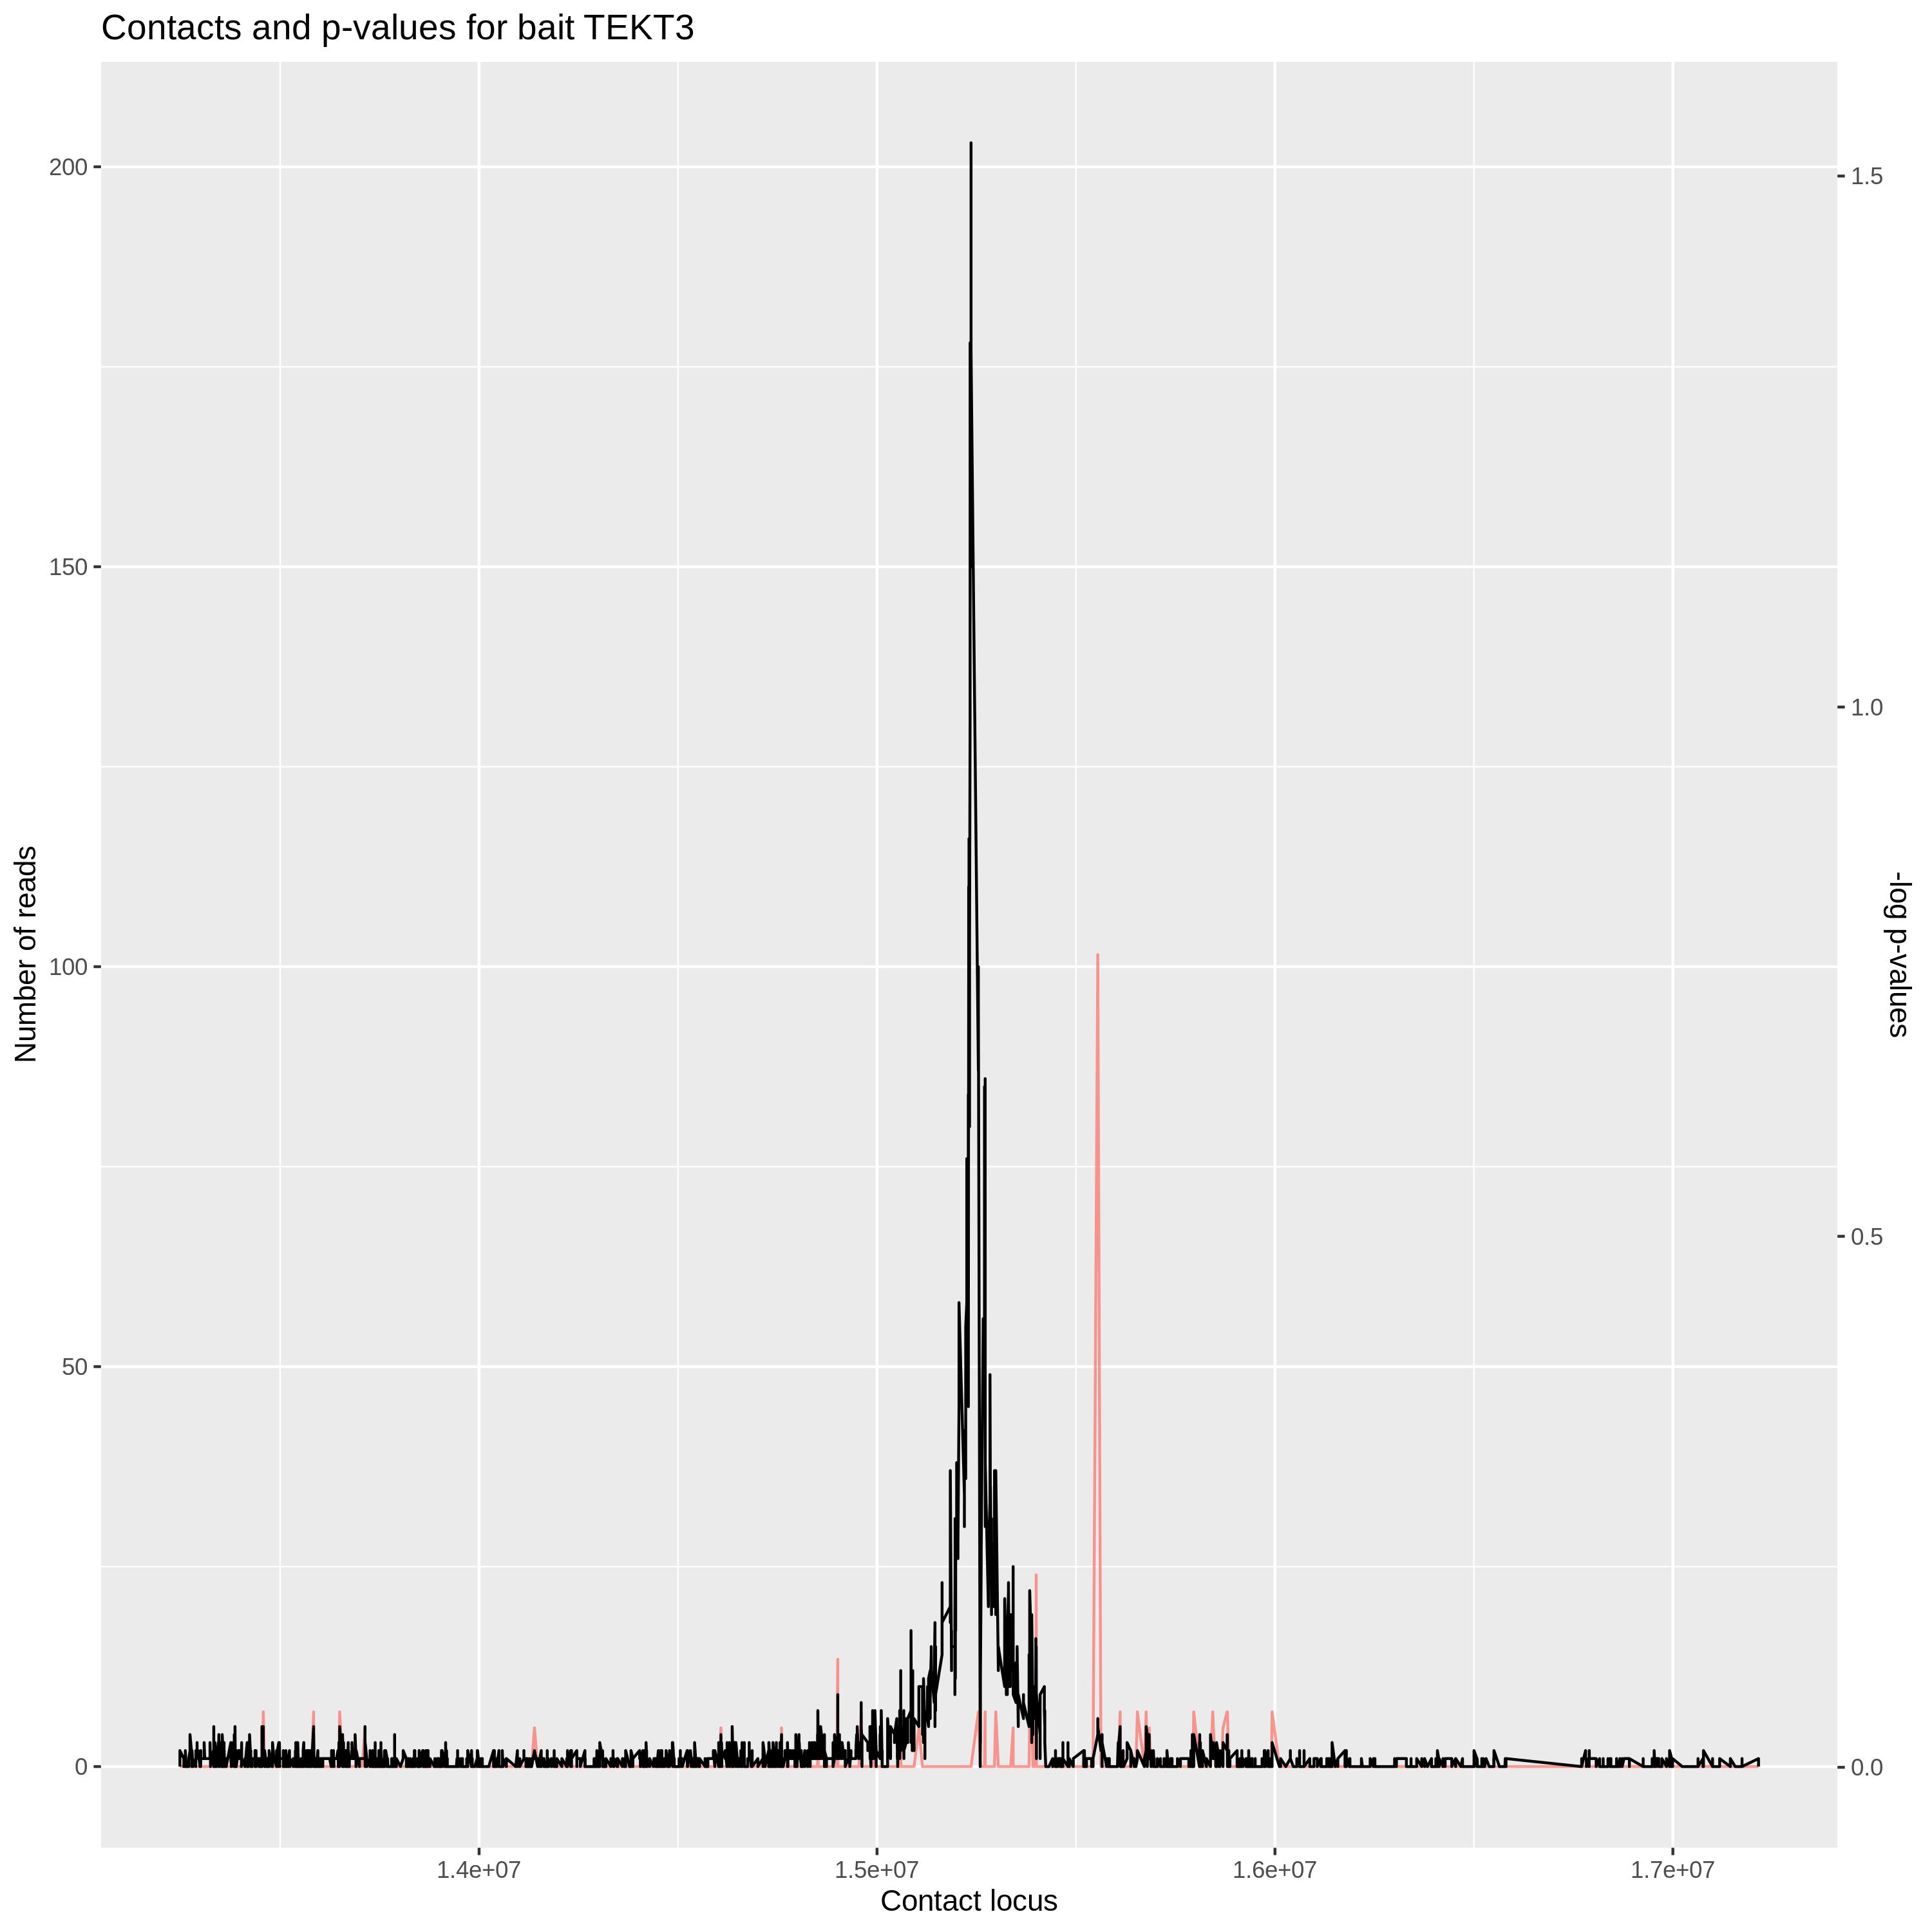 Contacts and p-values for bait TEKT3
200
150
100
50
0
Number of reads
1.5
1.0
0.5
0.0
-log p-values
1.4e+07
1.5e+07
1.6e+07
1.7e+07
Contact locus